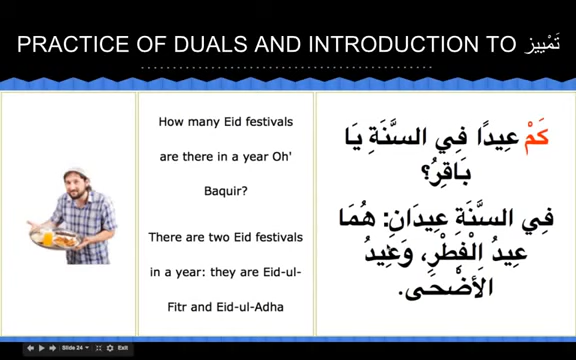 PRACTICE OF DUALS AND INTRODUCTION TO تَمْيِيز
How many Eid festivals
are there in a year Oh'
Baquir?
There are two Eid festivals
in a year: they are Eid-ul-
Fitr and Eid-ul-Adha
كَمْ عِيدًا فِي السَّنَةِ يَا
بَاقِرُ؟
فِي السَّنَةِ عِيدَانِ: هُمَا
عِيدُ الْفِطْرِ، وَعِيدُ
الأَضْحَى.
Slide 24
Exit